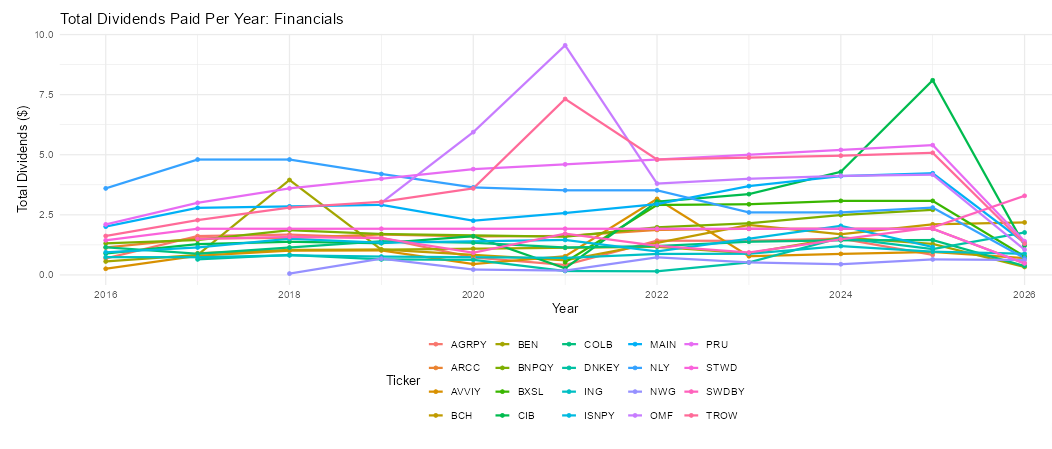 Total Dividends Paid Per Year: Financials
Total Dividends ($)
10.0
7.5
5.0
2.5
0.0
2016 2018 2020 2022 2024 2026
Year
Ticker
AGRPY BEN COLB MAIN PRU
ARCC BNPQY DNKEY NLY STWD
AVVIY BXSL ING NWG SWDBY
BCH CIB ISNPY OMF TROW